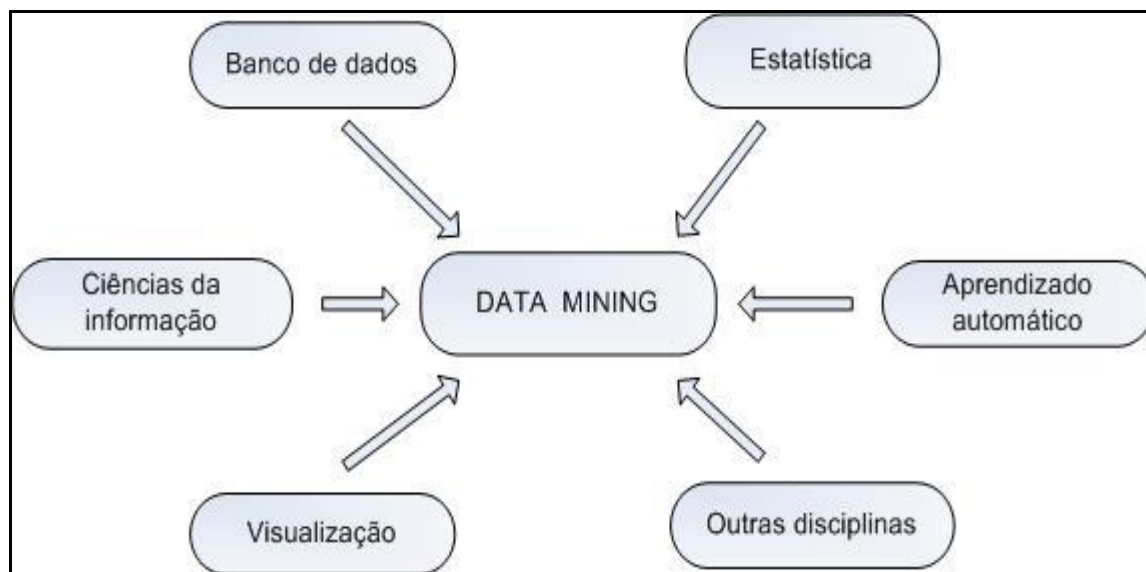 Banco de dados
Estatística
Ciências da
informação
DATA MINING
Aprendizado
automático
Visualização
Outras disciplinas